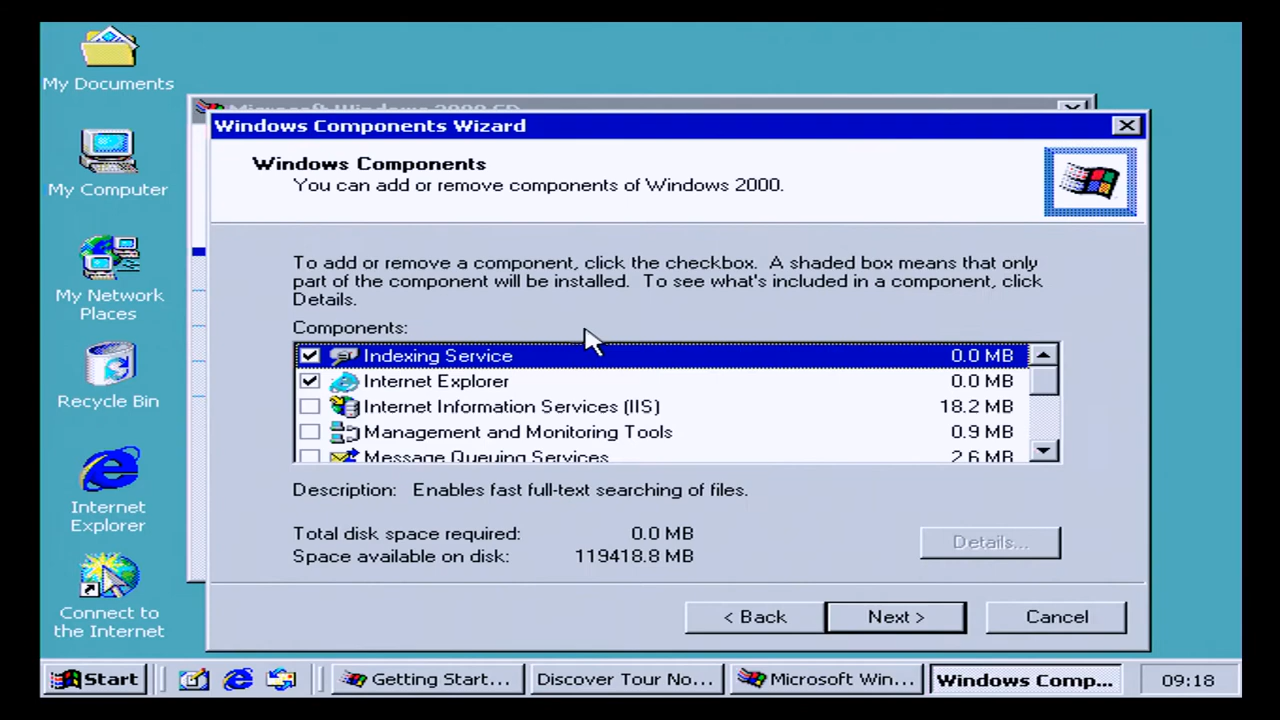 My Documents
My Computer
My Network
Places
Recycle Bin
Internet
Explorer
Connect to
the Internet
Microsoft Windows 2000 CD
Windows Components Wizard
Windows Components
You can add or remove components of Windows 2000.
To add or remove a component, click the checkbox. A shaded box means that only
part of the component will be installed. To see what's included in a component, click
Details.
Components:
Indexing Service 0.0 MB
Internet Explorer 0.0 MB
Internet Information Services (IIS) 18.2 MB
Management and Monitoring Tools 0.9 MB
Message Queuing Services 2.6 MB
Description: Enables fast full-text searching of files.
Total disk space required: 0.0 MB
Space available on disk: 119418.8 MB
Details...
< Back Next > Cancel
Start Getting Start... Discover Tour No... Microsoft Win... Windows Comp... 09:18